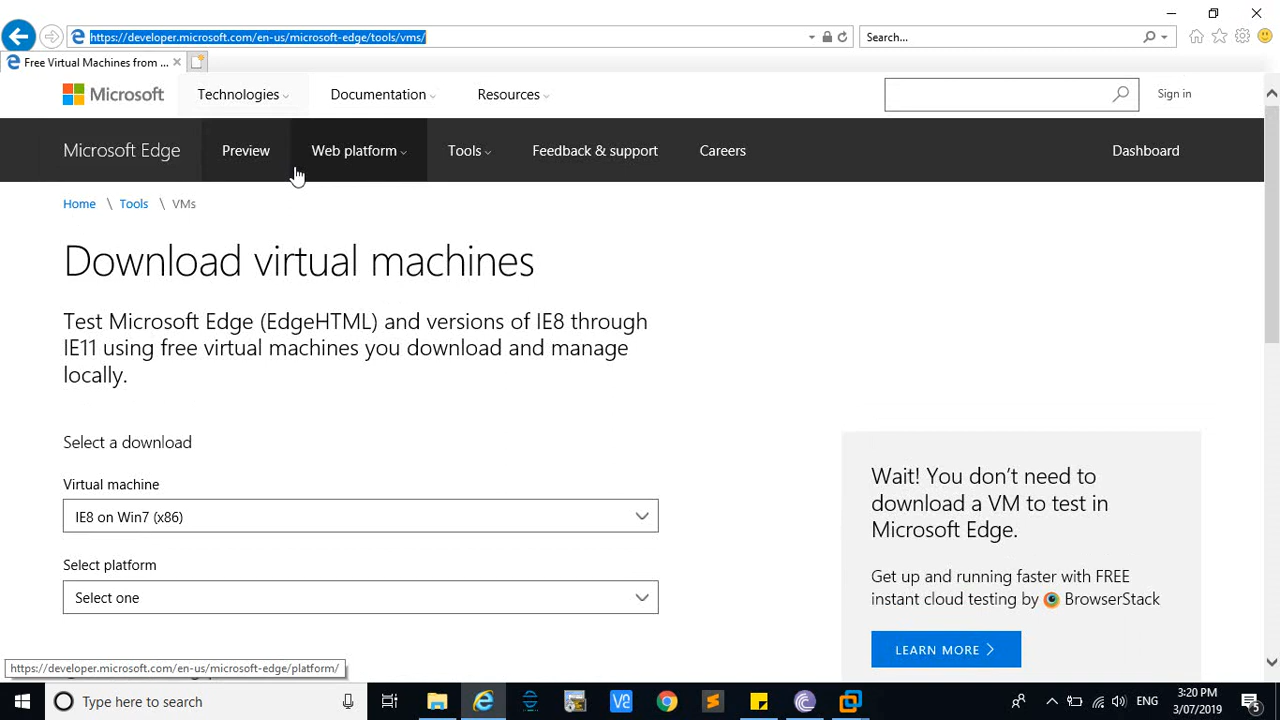 https://developer.microsoft.com/en-us/microsoft-edge/tools/vms/
Search...
Free Virtual Machines from ...
Microsoft
Technologies
Documentation
Resources
Sign in
Microsoft Edge
Preview
Web platform
Tools
Feedback & support
Careers
Dashboard
Home \ Tools \ VMs
Download virtual machines
Test Microsoft Edge (EdgeHTML) and versions of IE8 through
IE11 using free virtual machines you download and manage
locally.
Select a download
Virtual machine
IE8 on Win7 (x86)
Select platform
Select one
Wait! You don't need to
download a VM to test in
Microsoft Edge.
Get up and running faster with FREE
instant cloud testing by BrowserStack
LEARN MORE
https://developer.microsoft.com/en-us/microsoft-edge/platform/
Type here to search
V2
ENG
3:20 PM
3/07/2019
5